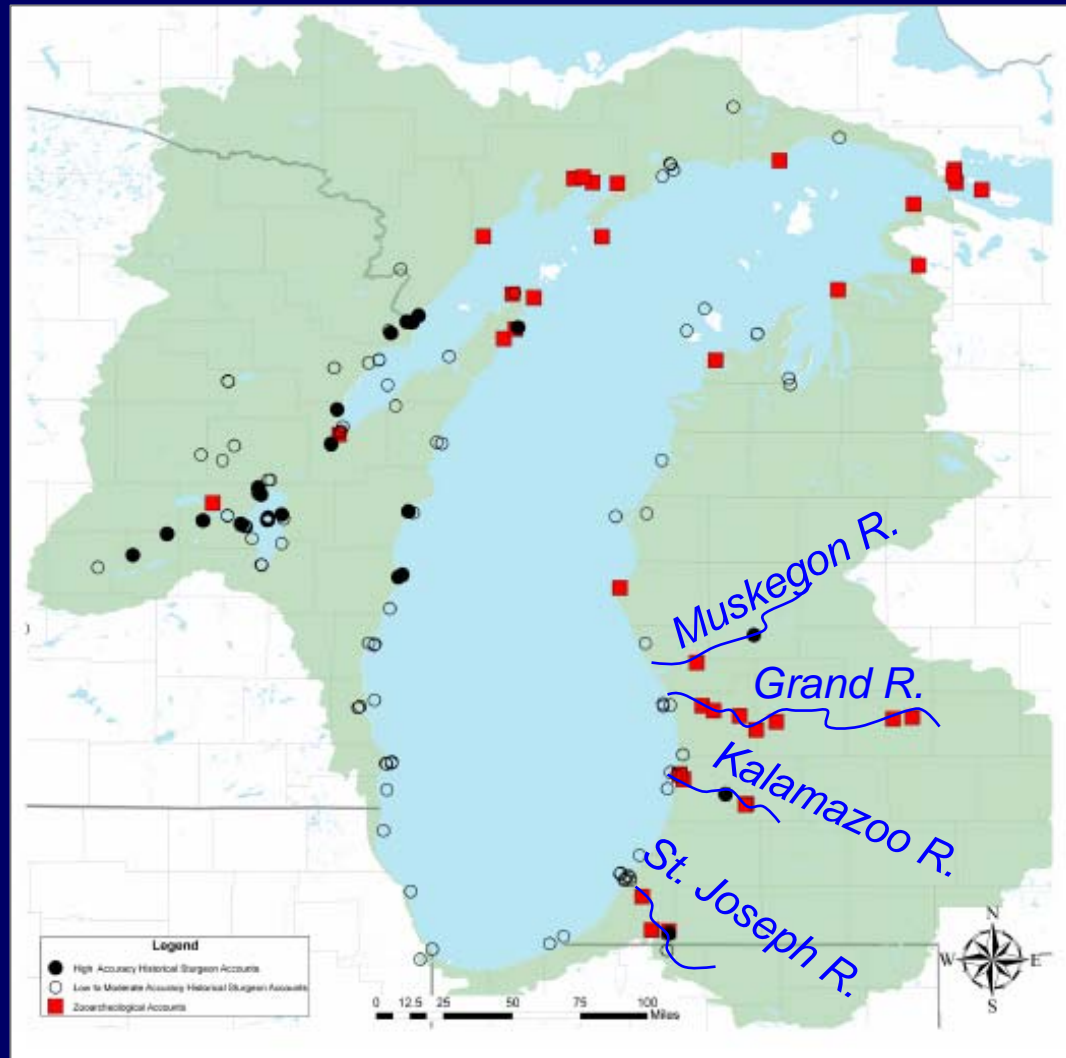 Muskegon R.
Grand R.
Kalamazoo R.
St. Joseph R.
Legend
High Accuracy Historical Sturgeon Accounts
Low to Moderate Accuracy Historical Sturgeon Accounts
Zooarcheological Accounts
0 12.5 25 50 75 100
Miles
N
W E
S